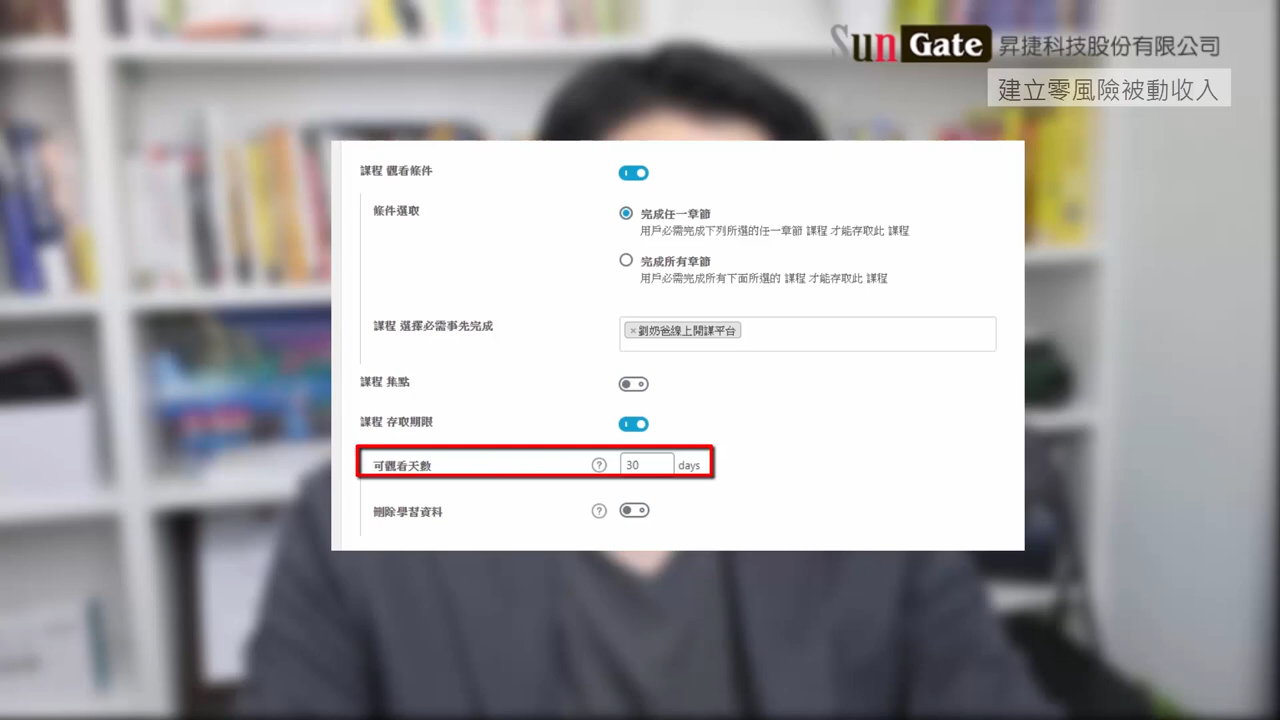 Sun Gate 昇捷科技股份有限公司
建立零風險被動收入
課程 觀看條件
條件選取
完成任一章節
用戶必需完成下列所選的任一章節 課程 才能存取此 課程
完成所有章節
用戶必需完成所有下面所選的 課程 才能存取此 課程
課程 選擇必需事先完成
×劉奶爸線上開課平台
課程 集點
課程 存取期限
可觀看天數 ? 30 days
刪除學習資料 ?